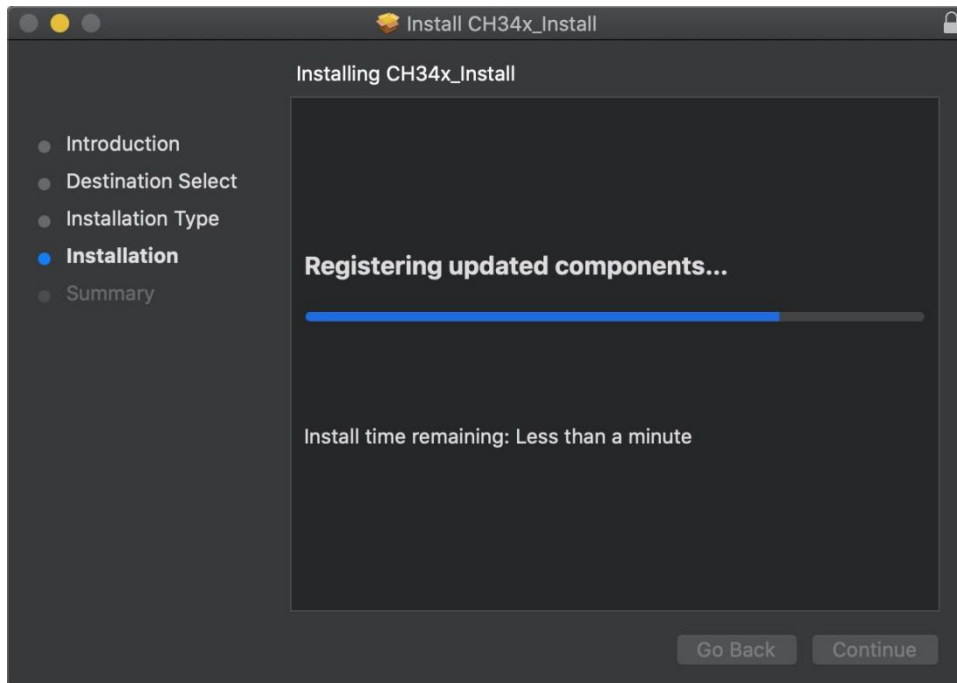 Install CH34x_Install
Installing CH34x_Install
Introduction
Destination Select
Installation Type
Installation
Summary
Registering updated components...
Install time remaining: Less than a minute
Go Back
Continue